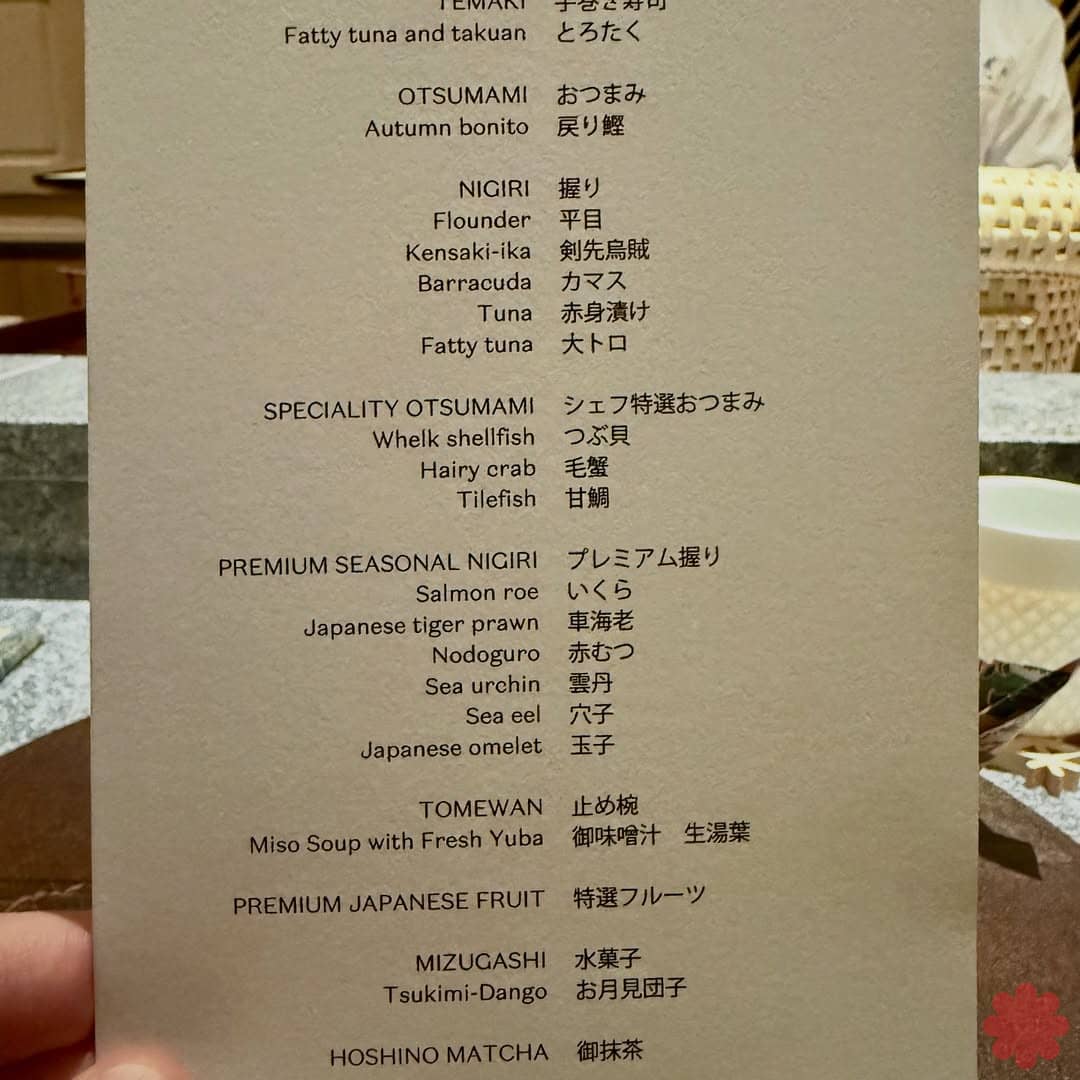 TEMAKI 手巻き寿司
Fatty tuna and takuan とろたく
OTSUMAMI おつまみ
Autumn bonito 戻り鰹
NIGIRI 握り
Flounder 平目
Kensaki-ika 剣先烏賊
Barracuda カマス
Tuna 赤身漬け
Fatty tuna 大トロ
SPECIALITY OTSUMAMI シェフ特選おつまみ
Whelk shellfish つぶ貝
Hairy crab 毛蟹
Tilefish 甘鯛
PREMIUM SEASONAL NIGIRI プレミアム握り
Salmon roe いくら
Japanese tiger prawn 車海老
Nodoguro 赤むつ
Sea urchin 雲丹
Sea eel 穴子
Japanese omelet 玉子
TOMEWAN 止め椀
Miso Soup with Fresh Yuba 御味噌汁　生湯葉
PREMIUM JAPANESE FRUIT 特選フルーツ
MIZUGASHI 水菓子
Tsukimi-Dango お月見団子
HOSHINO MATCHA 御抹茶